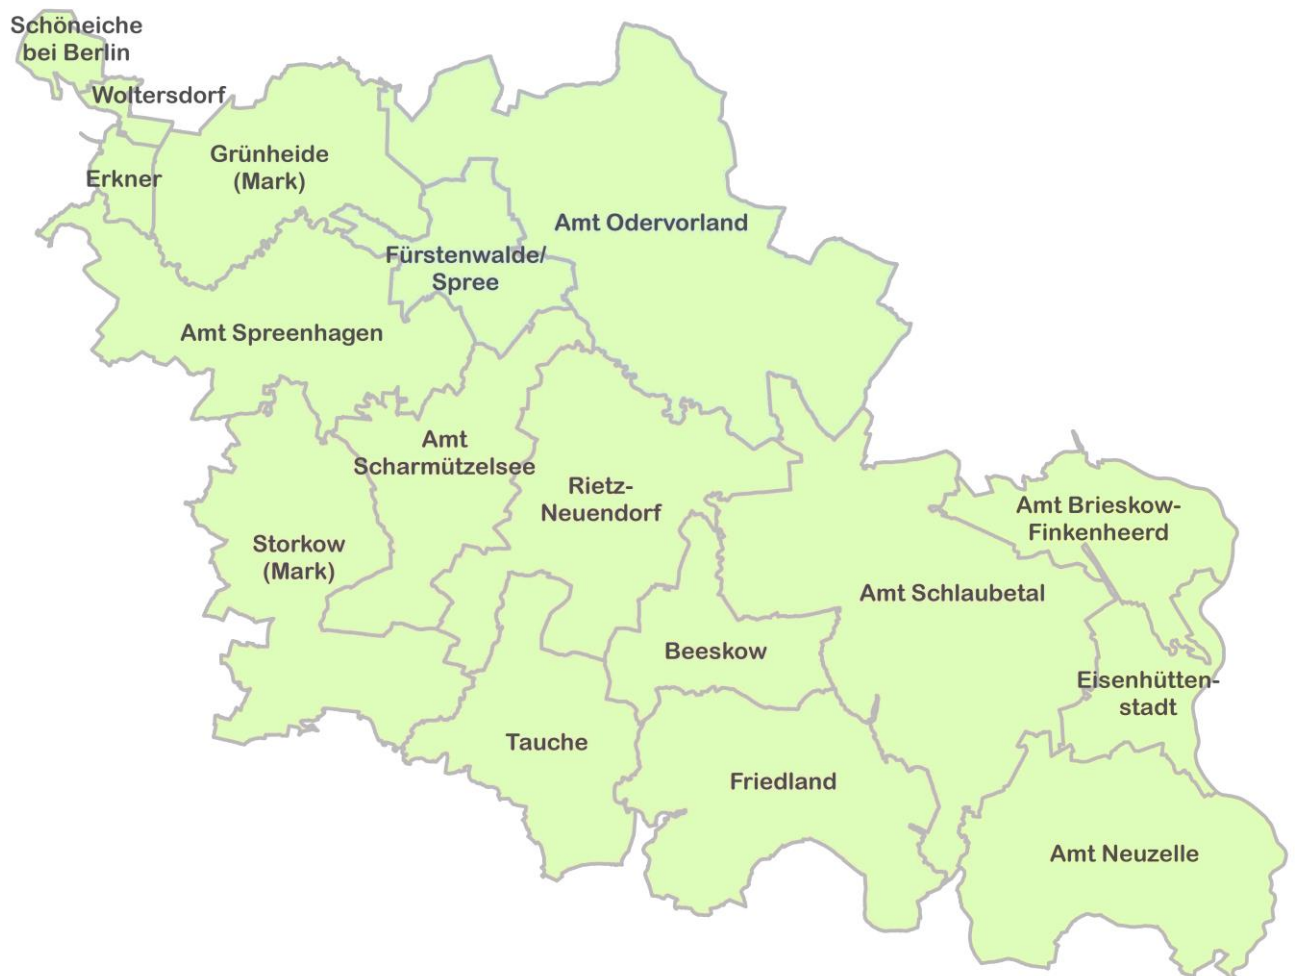 Schöneiche
bei Berlin
Woltersdorf
Grünheide
(Mark)
Erkner
Amt Odervorland
Fürstenwalde/
Spree
Amt Spreenhagen
Amt
Scharmützelsee
Rietz-
Neuendorf
Amt Brieskow-
Finkenheerd
Storkow
(Mark)
Amt Schlaubetal
Beeskow
Eisenhütten-
stadt
Tauche
Friedland
Amt Neuzelle